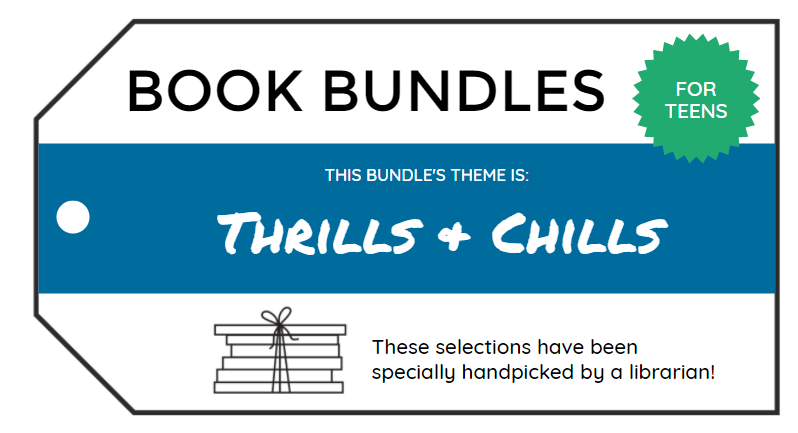 BOOK BUNDLES
FOR
TEENS
THIS BUNDLE'S THEME IS:
THRILLS & CHILLS
These selections have been
specially handpicked by a librarian!